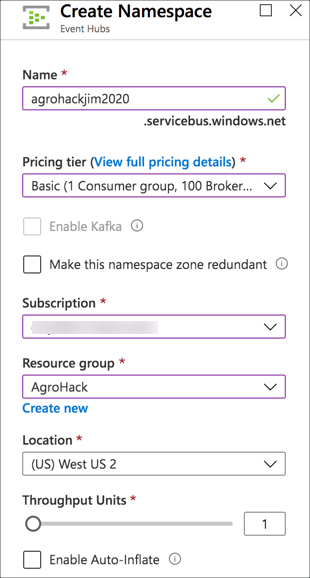 Create Namespace
Event Hubs
Name *
agrohackjim2020
.servicebus.windows.net
Pricing tier (View full pricing details) *
Basic (1 Consumer group, 100 Broker...
Enable Kafka
Make this namespace zone redundant
Subscription *
Resource group *
AgroHack
Create new
Location *
(US) West US 2
Throughput Units *
1
Enable Auto-Inflate